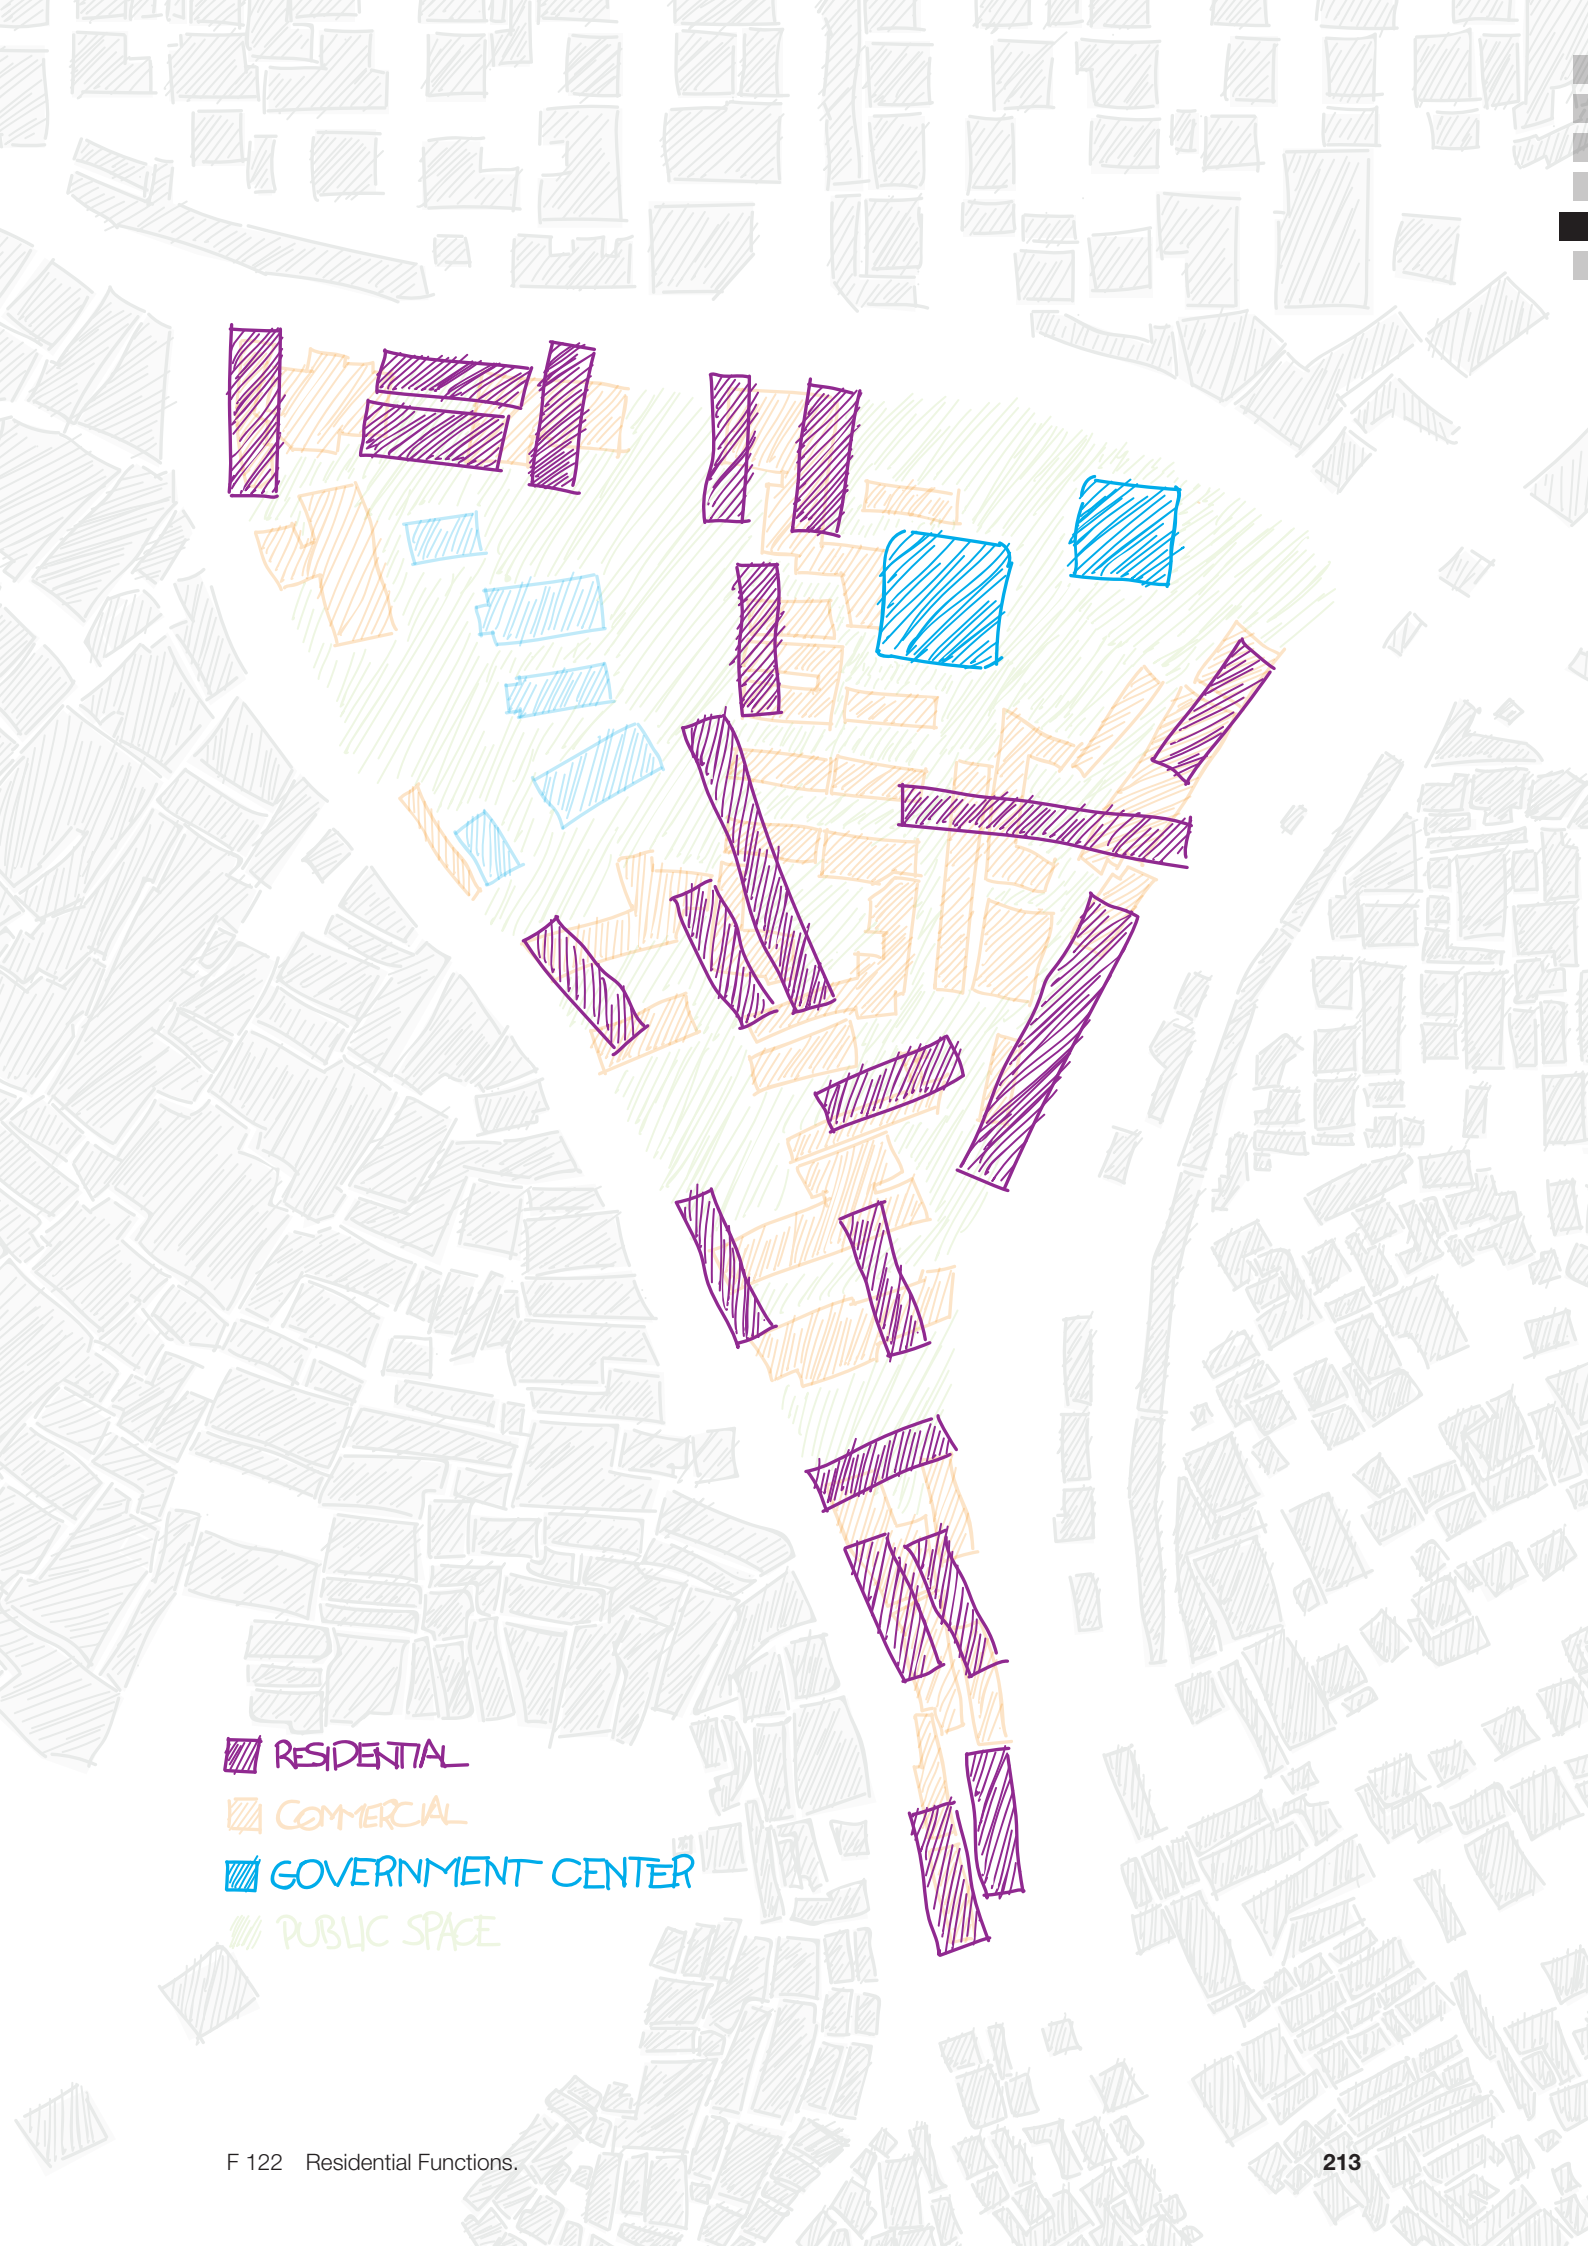 RESIDENTIAL
COMMERCIAL
GOVERNMENT CENTER
PUBLIC SPACE
F 122 Residential Functions.
213